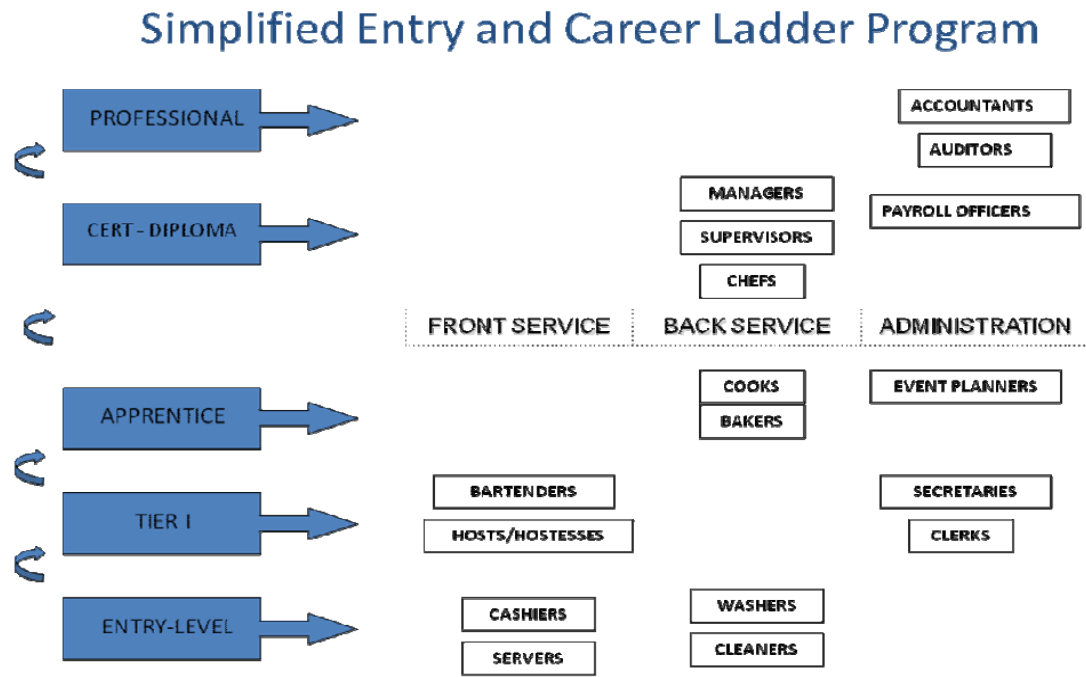 Simplified Entry and Career Ladder Program
PROFESSIONAL
ACCOUNTANTS
AUDITORS
CERT - DIPLOMA
MANAGERS
SUPERVISORS
CHEFS
PAYROLL OFFICERS
FRONT SERVICE
BACK SERVICE
ADMINISTRATION
APPRENTICE
COOKS
BAKERS
EVENT PLANNERS
TIER I
BARTENDERS
HOSTS/HOSTESSES
SECRETARIES
CLERKS
ENTRY-LEVEL
CASHIERS
SERVERS
WASHERS
CLEANERS